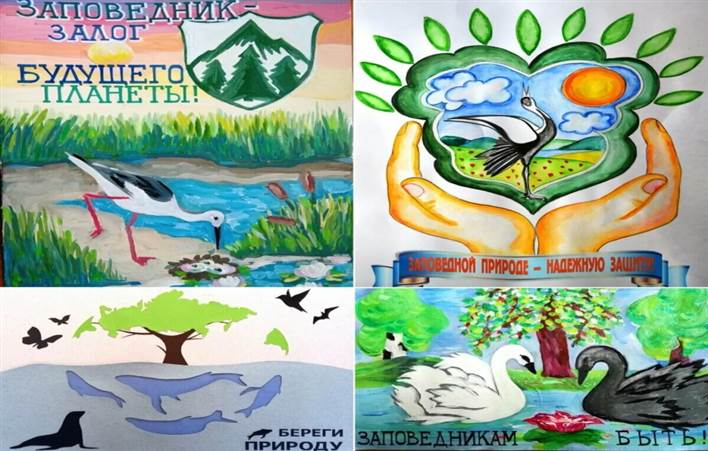 ЗАПОВЕДНИК-
ЗАЛОГ
БУДУЩЕГО
ПЛАНЕТЫ!
ЗАПОВЕДНОЙ ПРИРОДЕ – НАДЕЖНУЮ ЗАЩИТУ!
БЕРЕГИ
ПРИРОДУ
ЗАПОВЕДНИКАМ БЫТЬ!